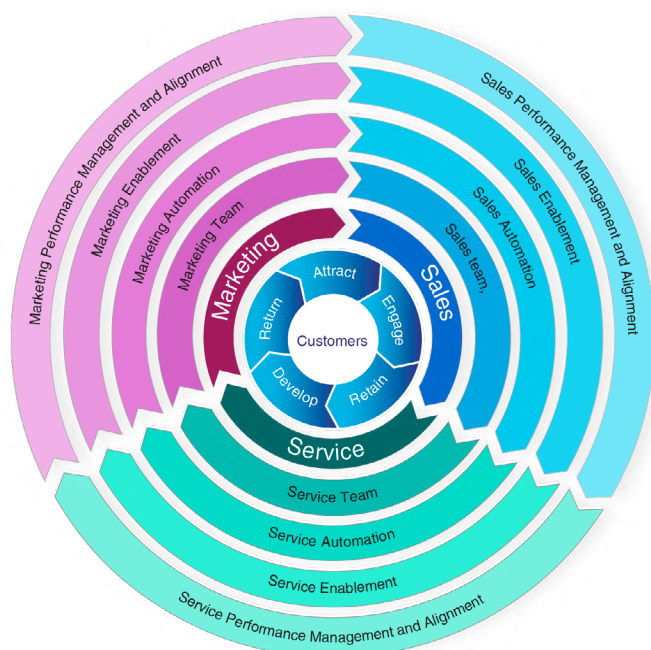 Marketing Performance Management and Alignment
Marketing Enablement
Marketing Automation
Marketing Team
Marketing
Sales Performance Management and Alignment
Sales Enablement
Sales Automation
Sales team,
Sales
Attract
Engage
Retain
Develop
Return
Customers
Service
Service Team
Service Automation
Service Enablement
Service Performance Management and Alignment